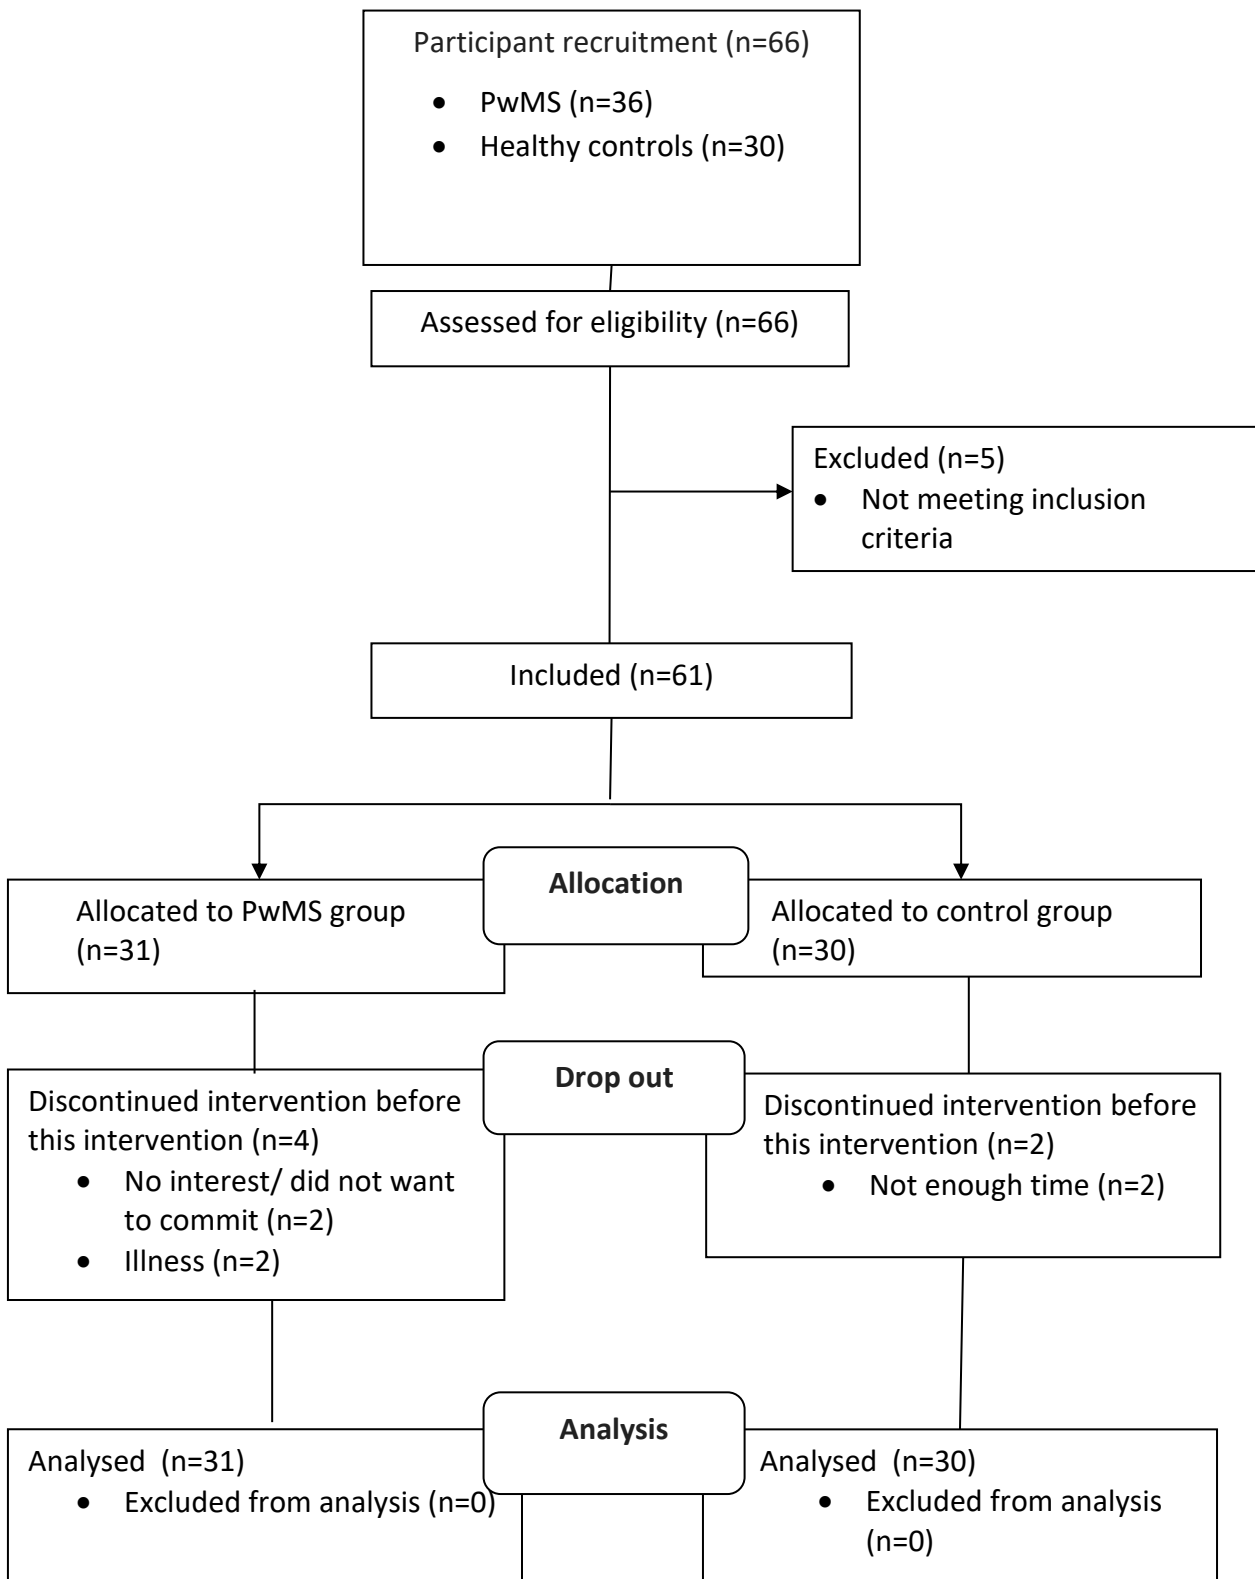 Participant recruitment (n=66)
• PwMS (n=36)
• Healthy controls (n=30)
Assessed for eligibility (n=66)
Excluded (n=5)
• Not meeting inclusion
criteria
Included (n=61)
Allocation
Allocated to PwMS group
(n=31)
Allocated to control group
(n=30)
Drop out
Discontinued intervention before
this intervention (n=4)
• No interest/ did not want
to commit (n=2)
• Illness (n=2)
Discontinued intervention before
this intervention (n=2)
• Not enough time (n=2)
Analysis
Analysed  (n=31)
• Excluded from analysis (n=0)
Analysed  (n=30)
• Excluded from analysis
(n=0)